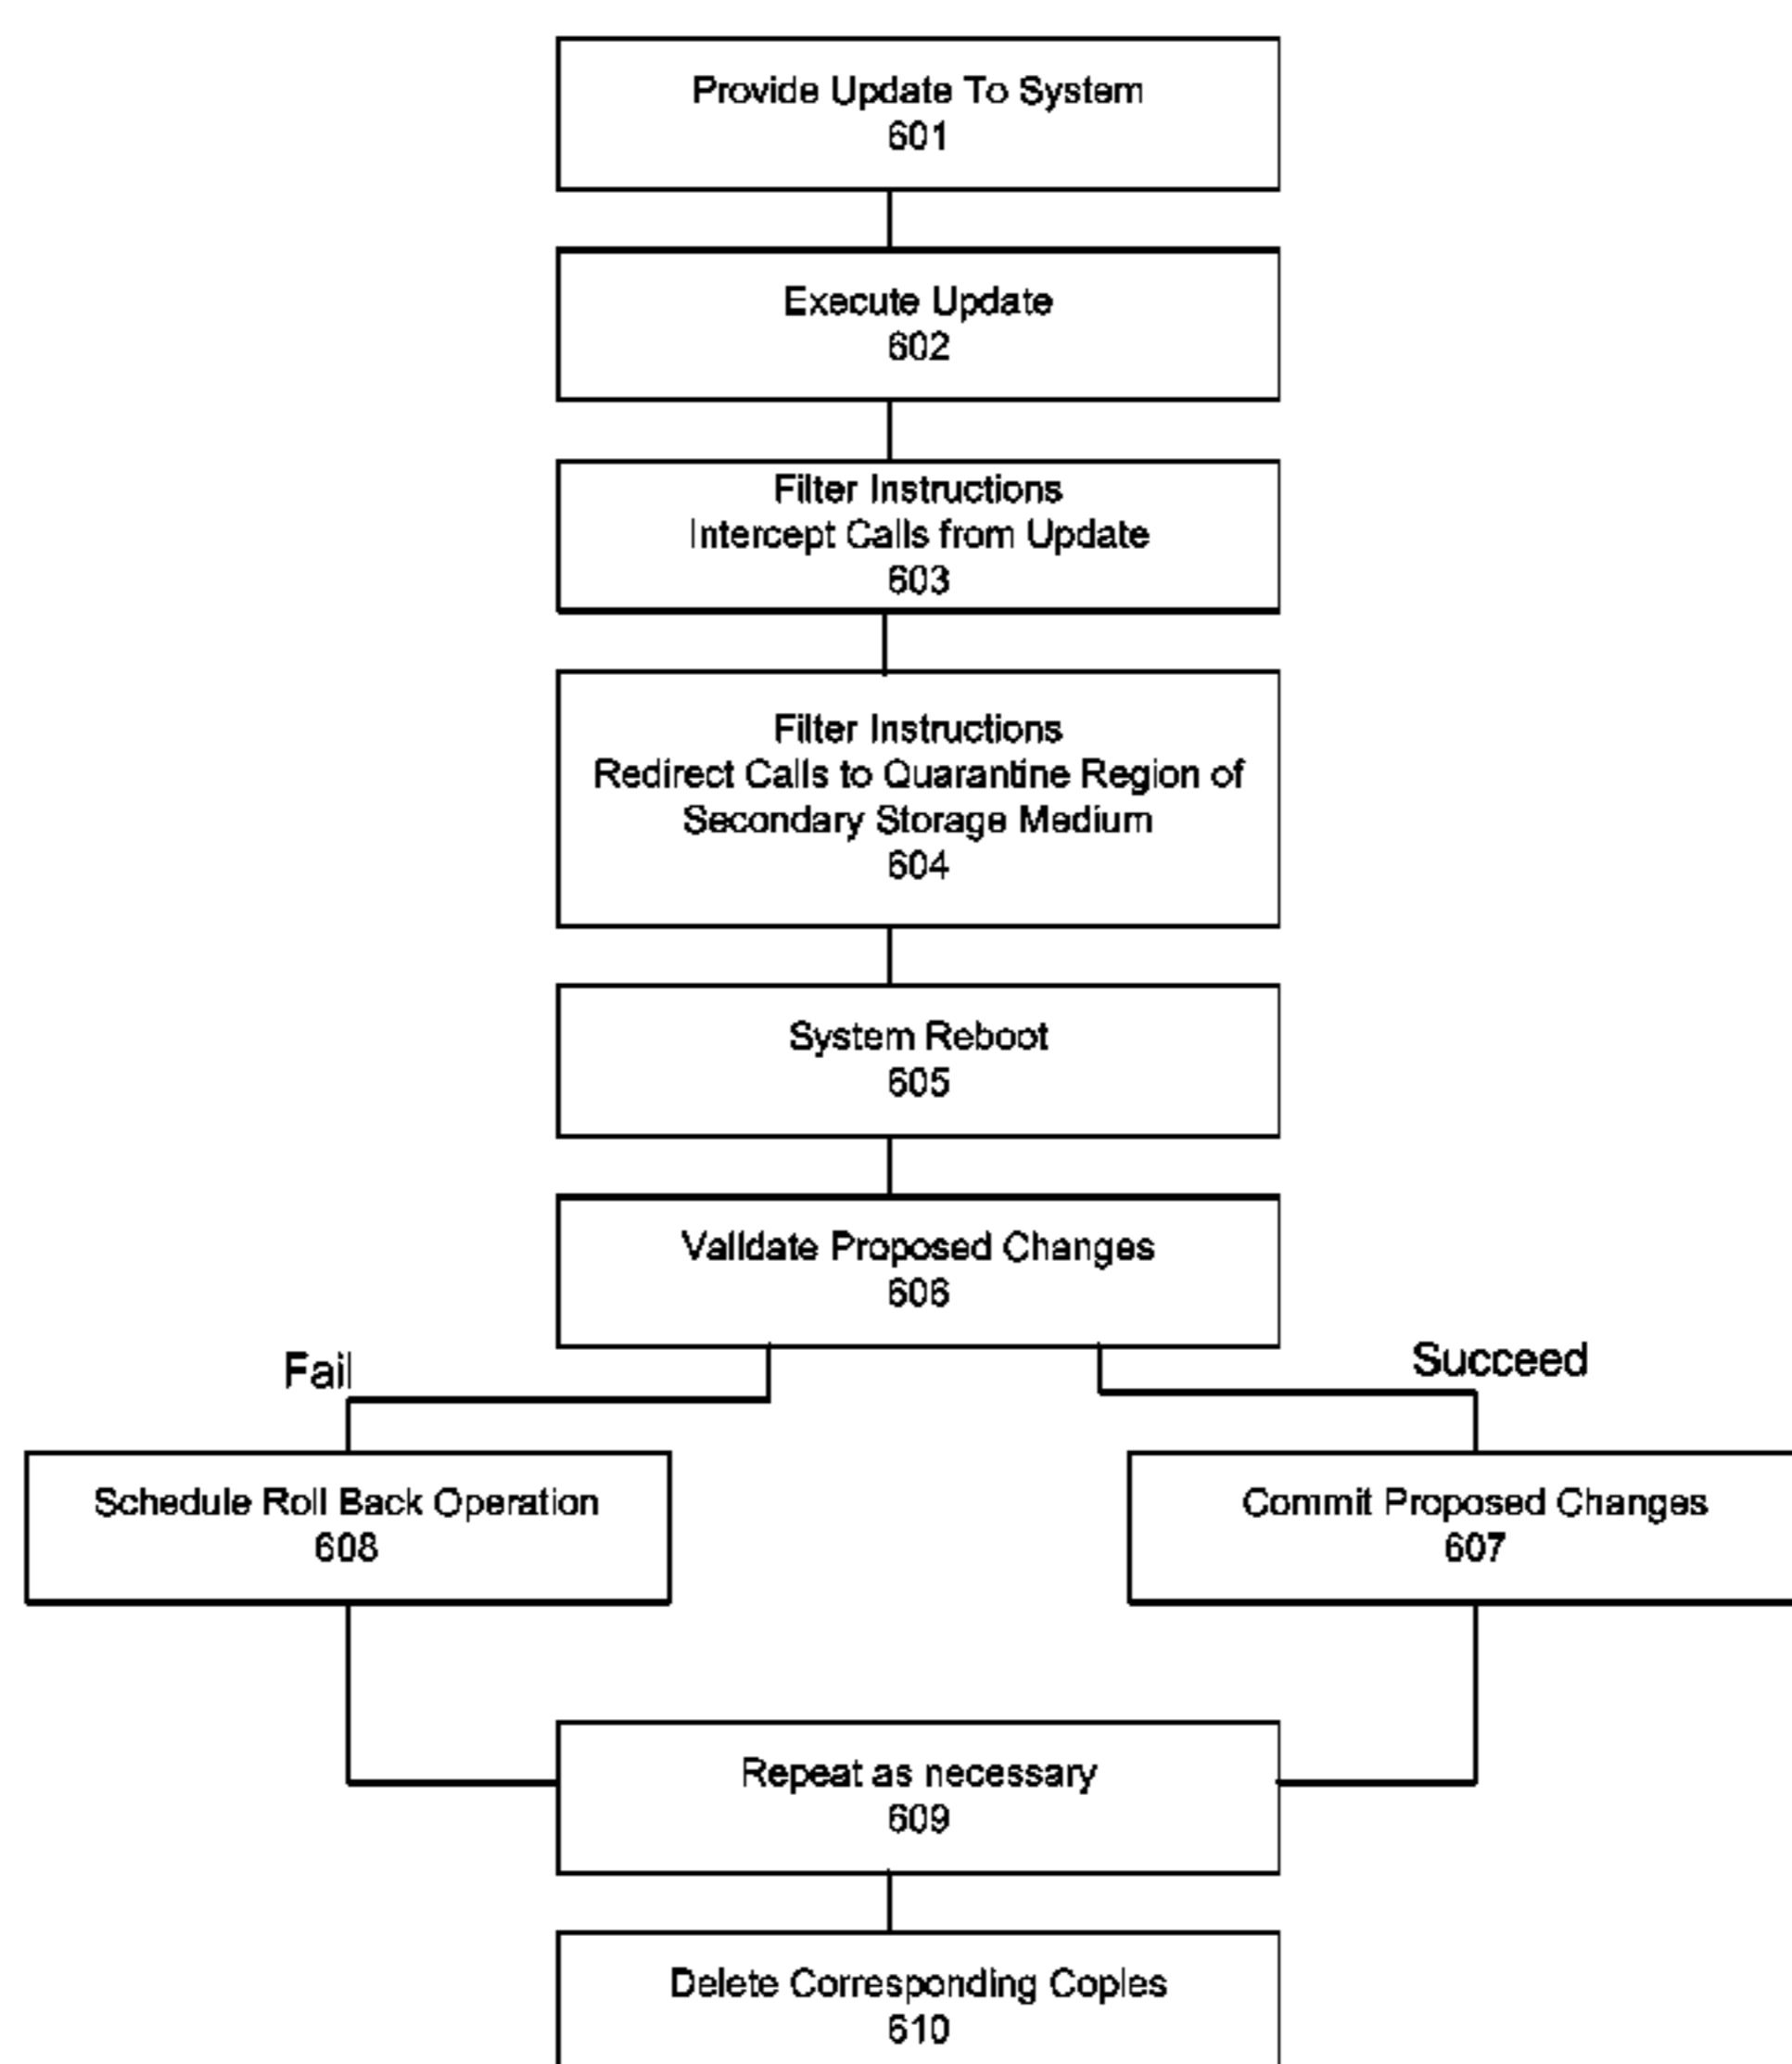 Provide Update To System
601
Execute Update
602
Filter Instructions
Intercept Calls from Update
603
Filter Instructions
Redirect Calls to Quarantine Region of
Secondary Storage Medium
604
System Reboot
605
Validate Proposed Changes
606
Fail
Succeed
Schedule Roll Back Operation
608
Commit Proposed Changes
607
Repeat as necessary
609
Delete Corresponding Copies
610